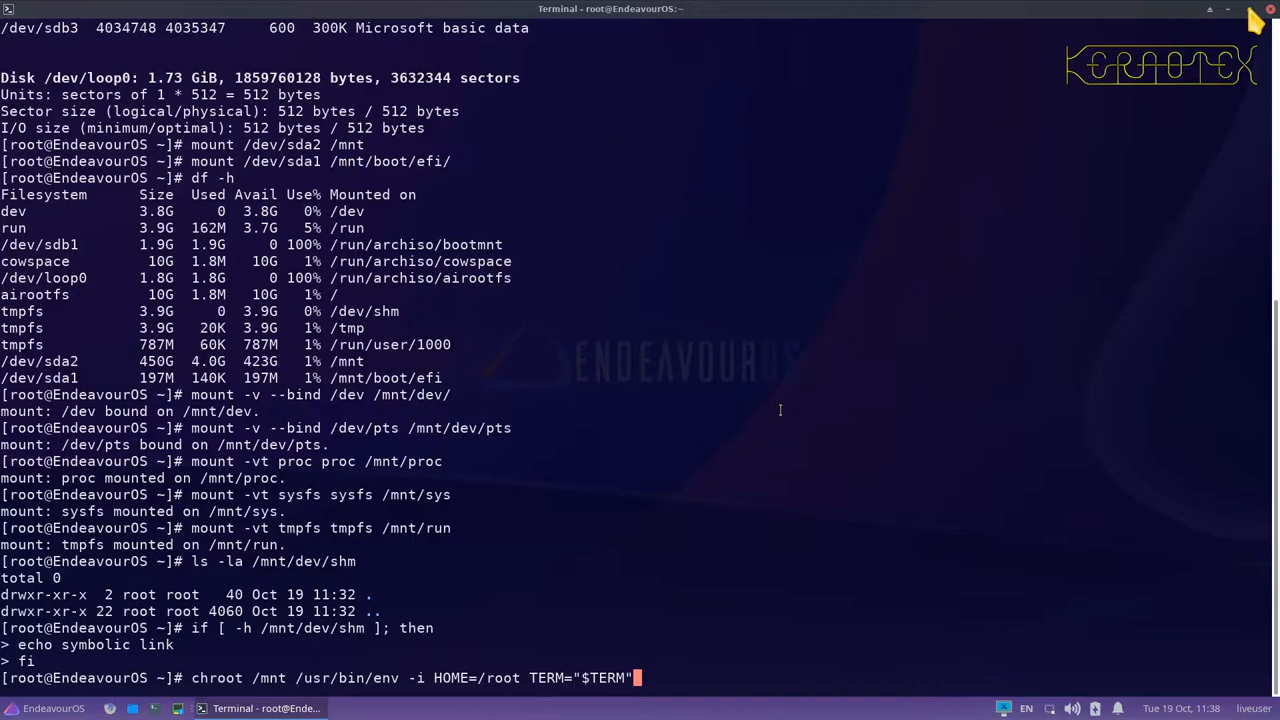 Terminal - root@EndeavourOS:~
/dev/sdb3  4034748 4035347     600  300K Microsoft basic data
KERAOTEX
Disk /dev/loop0: 1.73 GiB, 1859760128 bytes, 3632344 sectors
Units: sectors of 1 * 512 = 512 bytes
Sector size (logical/physical): 512 bytes / 512 bytes
I/O size (minimum/optimal): 512 bytes / 512 bytes
[root@EndeavourOS ~]# mount /dev/sda2 /mnt
[root@EndeavourOS ~]# mount /dev/sda1 /mnt/boot/efi/
[root@EndeavourOS ~]# df -h
Filesystem      Size  Used Avail Use% Mounted on
dev             3.8G     0  3.8G   0% /dev
run             3.9G  162M  3.7G   5% /run
/dev/sdb1       1.9G  1.9G     0 100% /run/archiso/bootmnt
cowspace         10G  1.8M   10G   1% /run/archiso/cowspace
/dev/loop0      1.8G  1.8G     0 100% /run/archiso/airootfs
airootfs         10G  1.8M   10G   1% /
tmpfs           3.9G     0  3.9G   0% /dev/shm
tmpfs           3.9G   20K  3.9G   1% /tmp
tmpfs           787M   60K  787M   1% /run/user/1000
/dev/sda2       450G  4.0G  423G   1% /mnt
/dev/sda1       197M  140K  197M   1% /mnt/boot/efi
ENDEAVOUROS
[root@EndeavourOS ~]# mount -v --bind /dev /mnt/dev/
mount: /dev bound on /mnt/dev.
[root@EndeavourOS ~]# mount -v --bind /dev/pts /mnt/dev/pts
mount: /dev/pts bound on /mnt/dev/pts.
[root@EndeavourOS ~]# mount -vt proc proc /mnt/proc
mount: proc mounted on /mnt/proc.
[root@EndeavourOS ~]# mount -vt sysfs sysfs /mnt/sys
mount: sysfs mounted on /mnt/sys.
[root@EndeavourOS ~]# mount -vt tmpfs tmpfs /mnt/run
mount: tmpfs mounted on /mnt/run.
[root@EndeavourOS ~]# ls -la /mnt/dev/shm
total 0
drwxr-xr-x  2 root root   40 Oct 19 11:32 .
drwxr-xr-x 22 root root 4060 Oct 19 11:32 ..
[root@EndeavourOS ~]# if [ -h /mnt/dev/shm ]; then
> echo symbolic link
> fi
[root@EndeavourOS ~]# chroot /mnt /usr/bin/env -i HOME=/root TERM="$TERM"
EndeavourOS
Terminal - root@Ende...
EN
Tue 19 Oct, 11:38
liveuser